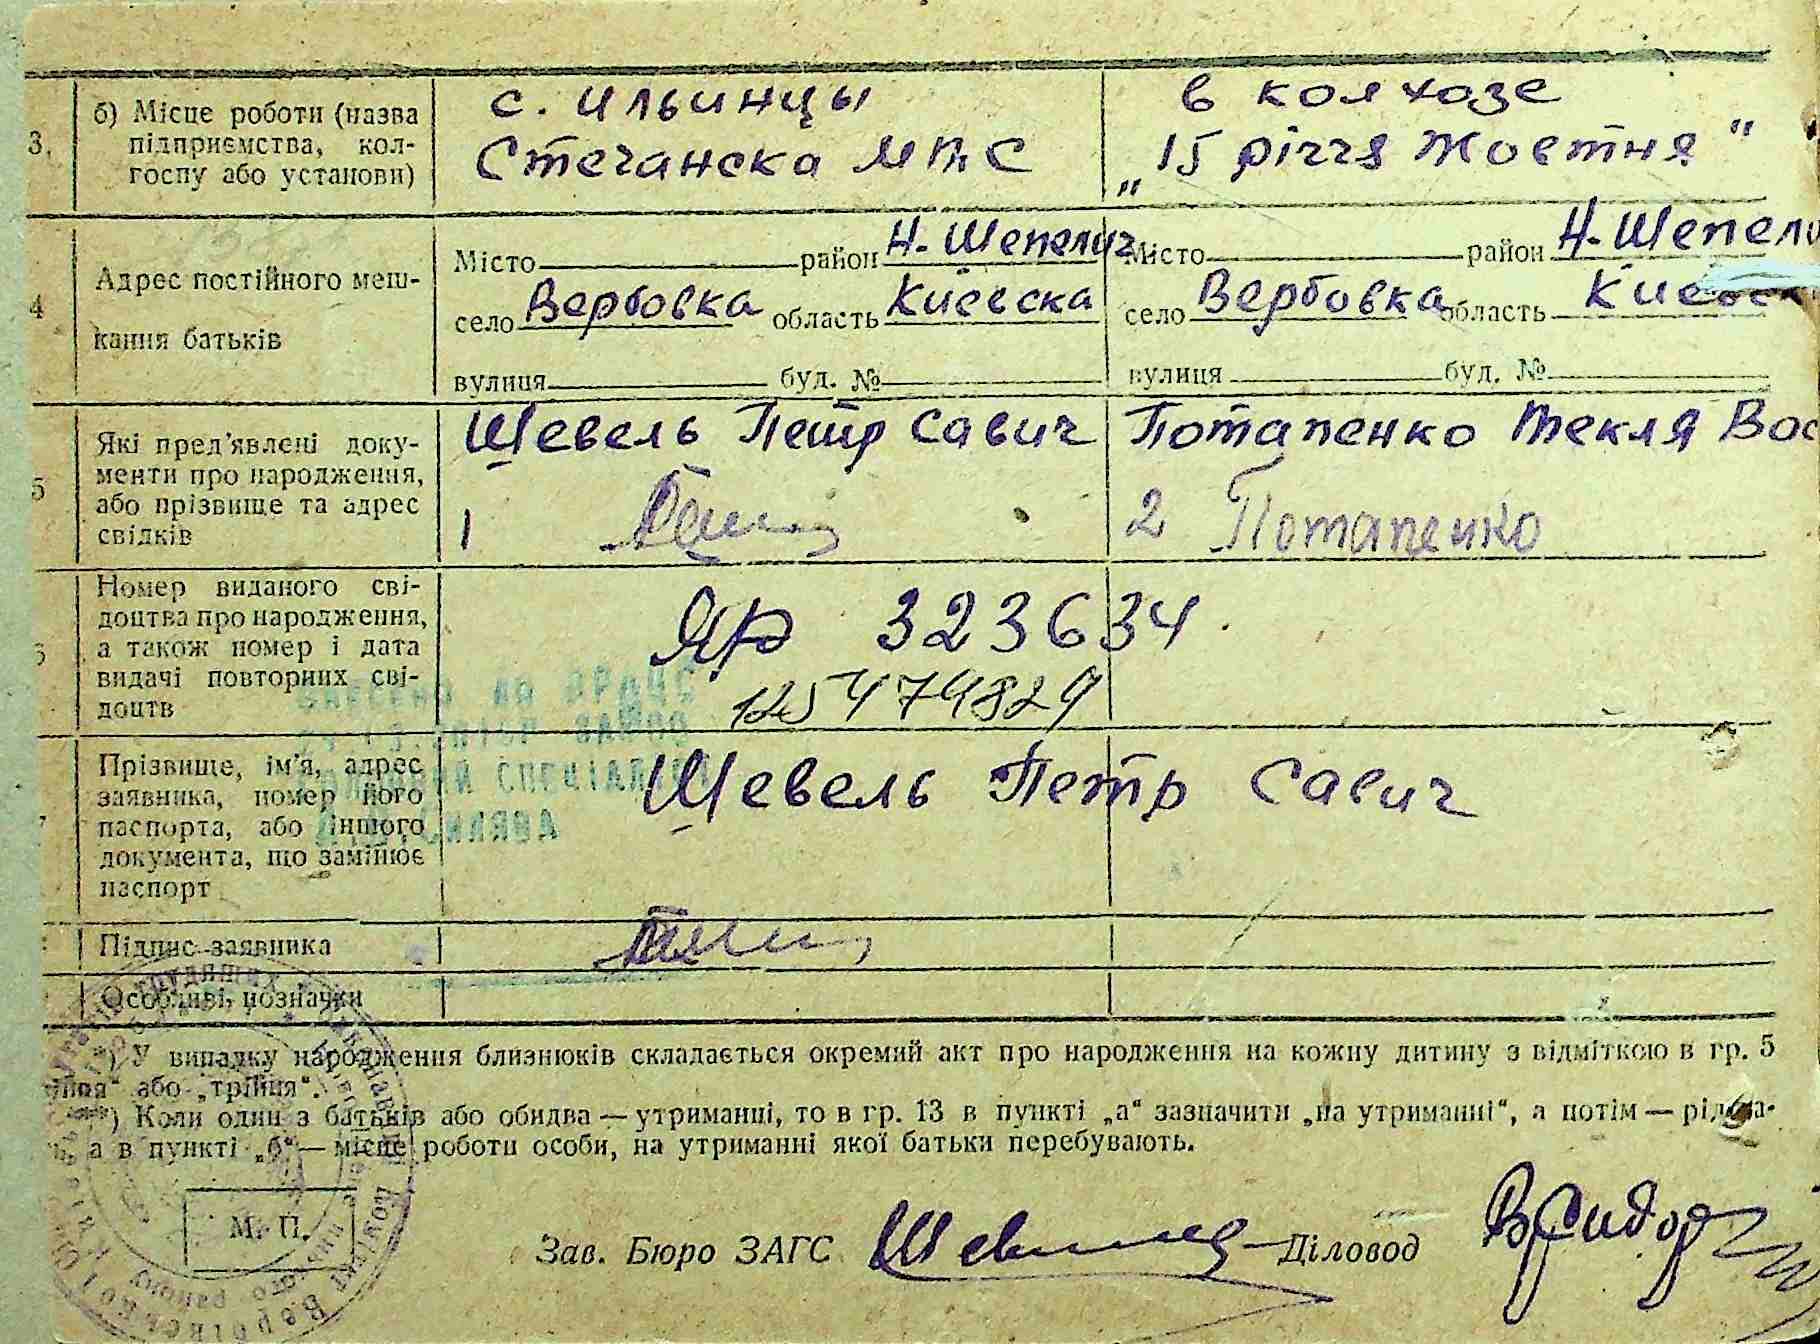 3. б) Місце роботи (назва підприємства, колгоспу або установи)
с. Ильинцы
Стечанска МТС
в колхозе
„15 річчя Жовтня"
4 Адрес постійного мешкання батьків
Місто район Н-Шепелич
село Вербовка область Киевска
вулиця буд. №
Місто район Н-Шепели
село Вербовка область Киевск
вулиця буд. №
5 Які пред'явлені документи про народження, або прізвище та адрес свідків
Шевель Петр Савич
1
Потапенко Текля Вас
2 Потапенко
Номер виданого свідоцтва про народження, а також номер і дата видачі повторних свідоцтв
ЯР 323634
125474829
Прізвище, ім'я, адрес заявника, номер його паспорта, або іншого документа, що замінює паспорт
Шевель Петр Савич
Підпис заявника
Особливі позначки
) У випадку народження близнюків складається окремий акт про народження на кожну дитину з відміткою в гр. 5
або „трійня".
**) Коли один з батьків або обидва — утриманці, то в гр. 13 в пункті „а" зазначити „на утриманні", а потім —
а в пункті „б" — місце роботи особи, на утриманні якої батьки перебувають.
М. П.
Зав. Бюро ЗАГС
Діловод